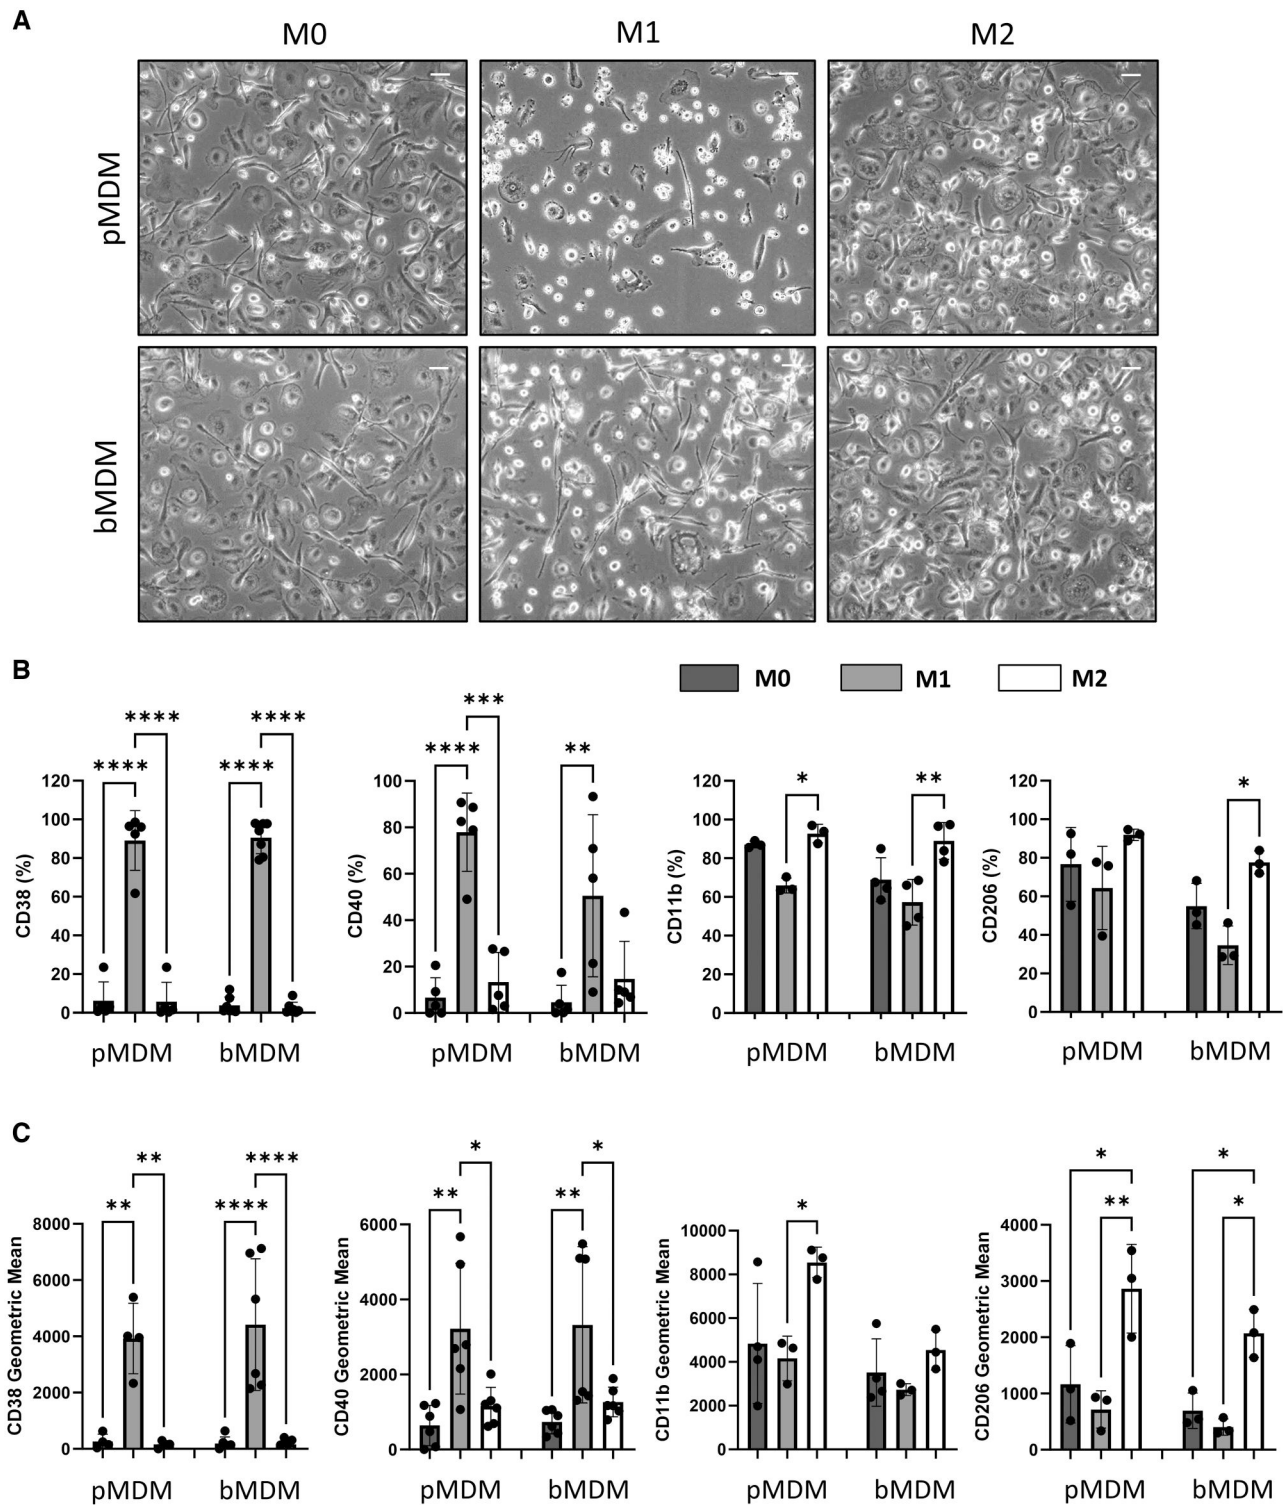 A
M0 M1 M2
pMDM
bMDM
B
M0 M1 M2
**** **** **** ****
CD38 (%)
120
100
80
60
40
20
0
pMDM bMDM
**** *** **
CD40 (%)
100
80
60
40
20
0
pMDM bMDM
* **
CD11b (%)
120
100
80
60
40
20
0
pMDM bMDM
*
CD206 (%)
120
100
80
60
40
20
0
pMDM bMDM
C
** ** **** ****
CD38 Geometric Mean
8000
6000
4000
2000
0
pMDM bMDM
** * ** *
CD40 Geometric Mean
6000
4000
2000
0
pMDM bMDM
*
CD11b Geometric Mean
10000
8000
6000
4000
2000
0
pMDM bMDM
* ** * *
CD206 Geometric Mean
4000
3000
2000
1000
0
pMDM bMDM